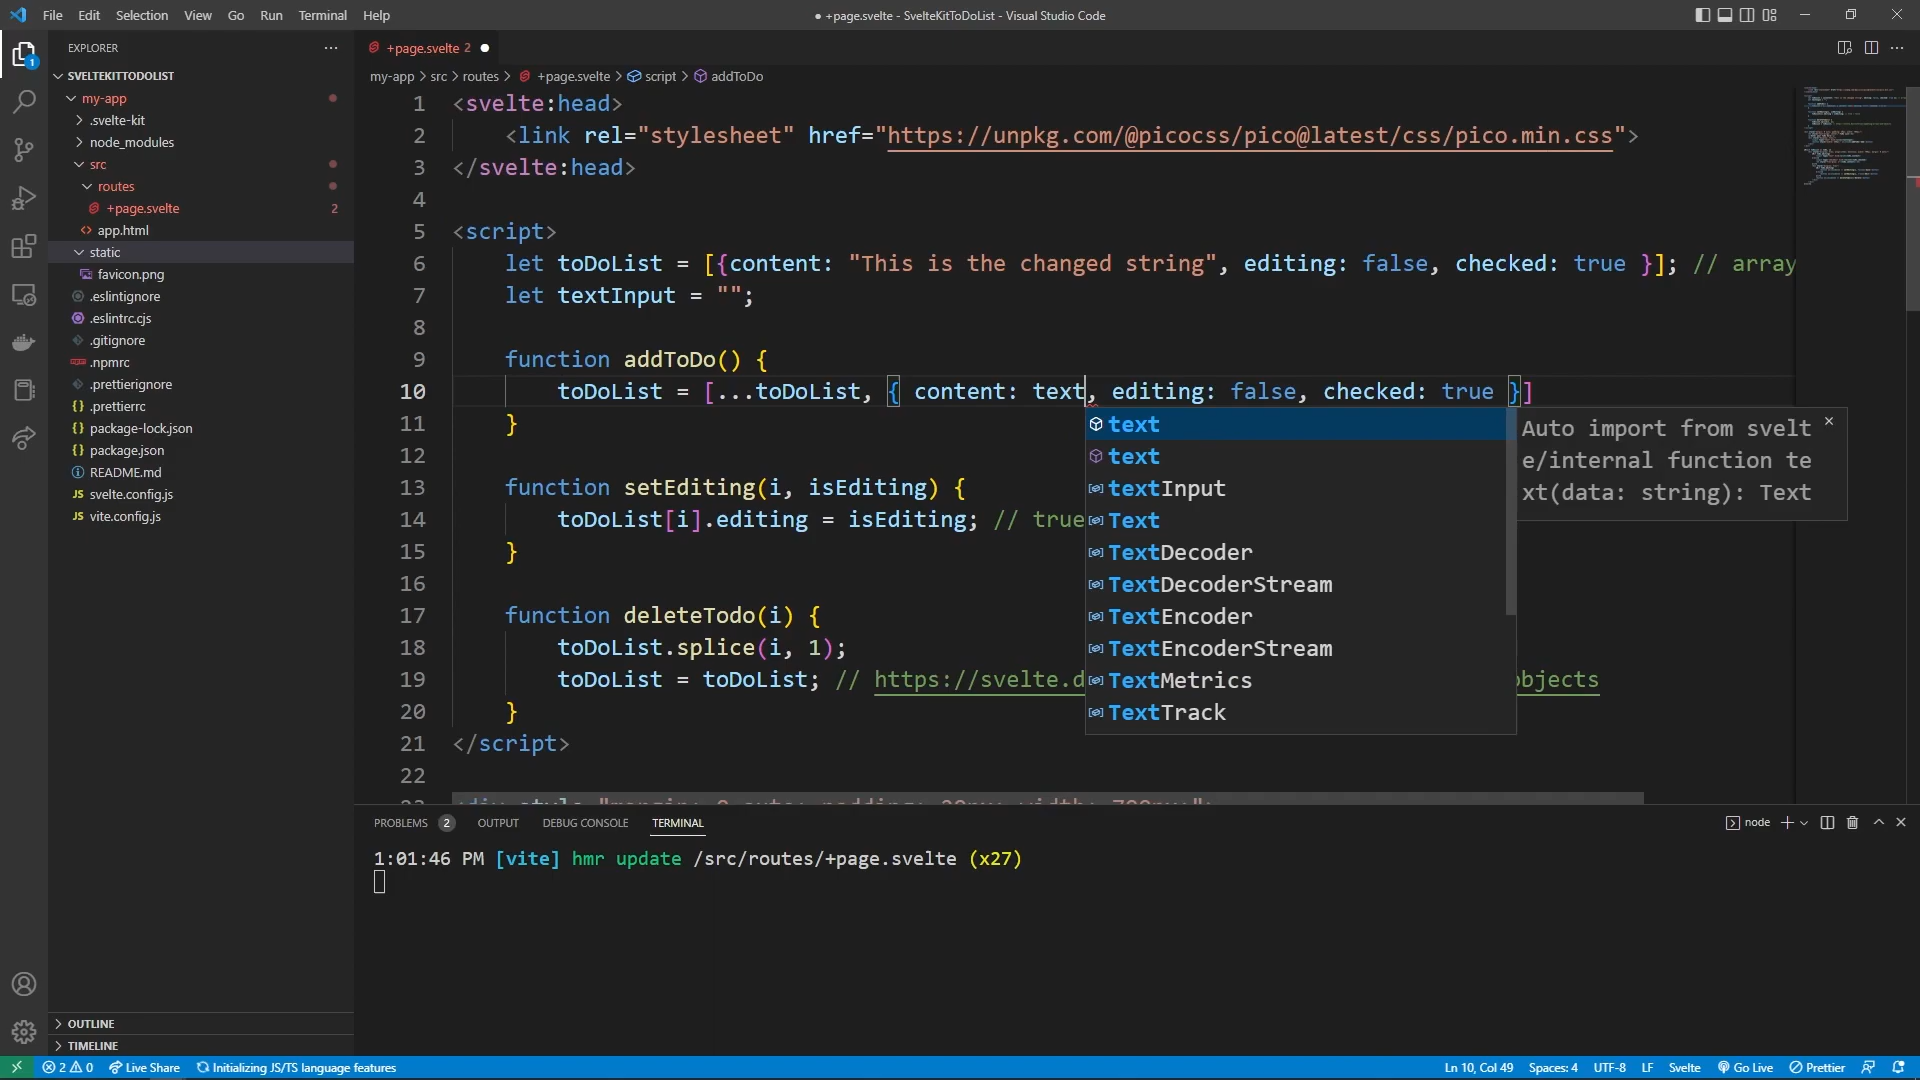 File Edit Selection View Go Run Terminal Help
● +page.svelte - SvelteKitToDoList - Visual Studio Code
EXPLORER
SVELTEKITTODOLIST
my-app
.svelte-kit
node_modules
src
routes
+page.svelte 2
app.html
static
favicon.png
.eslintignore
.eslintrc.cjs
.gitignore
.npmrc
.prettierignore
.prettierrc
package-lock.json
package.json
README.md
svelte.config.js
vite.config.js
OUTLINE
TIMELINE
1
+page.svelte 2 ●
my-app > src > routes > +page.svelte > script > addToDo
1 <svelte:head>
2 <link rel="stylesheet" href="https://unpkg.com/@picocss/pico@latest/css/pico.min.css">
3 </svelte:head>
4
5 <script>
6 let toDoList = [{content: "This is the changed string", editing: false, checked: true }]; // array
7 let textInput = "";
8
9 function addToDo() {
10 toDoList = [...toDoList, { content: text, editing: false, checked: true }]
11 }
12
13 function setEditing(i, isEditing) {
14 toDoList[i].editing = isEditing; // true
15 }
16
17 function deleteTodo(i) {
18 toDoList.splice(i, 1);
19 toDoList = toDoList; // https://svelte.d objects
20 }
21 </script>
22
text
text
textInput
Text
TextDecoder
TextDecoderStream
TextEncoder
TextEncoderStream
TextMetrics
TextTrack
Auto import from svelt
e/internal function te
xt(data: string): Text
PROBLEMS 2 OUTPUT DEBUG CONSOLE TERMINAL
node
1:01:46 PM [vite] hmr update /src/routes/+page.svelte (x27)
2 0 Live Share Initializing JS/TS language features
Ln 10, Col 49 Spaces: 4 UTF-8 LF Svelte Go Live Prettier